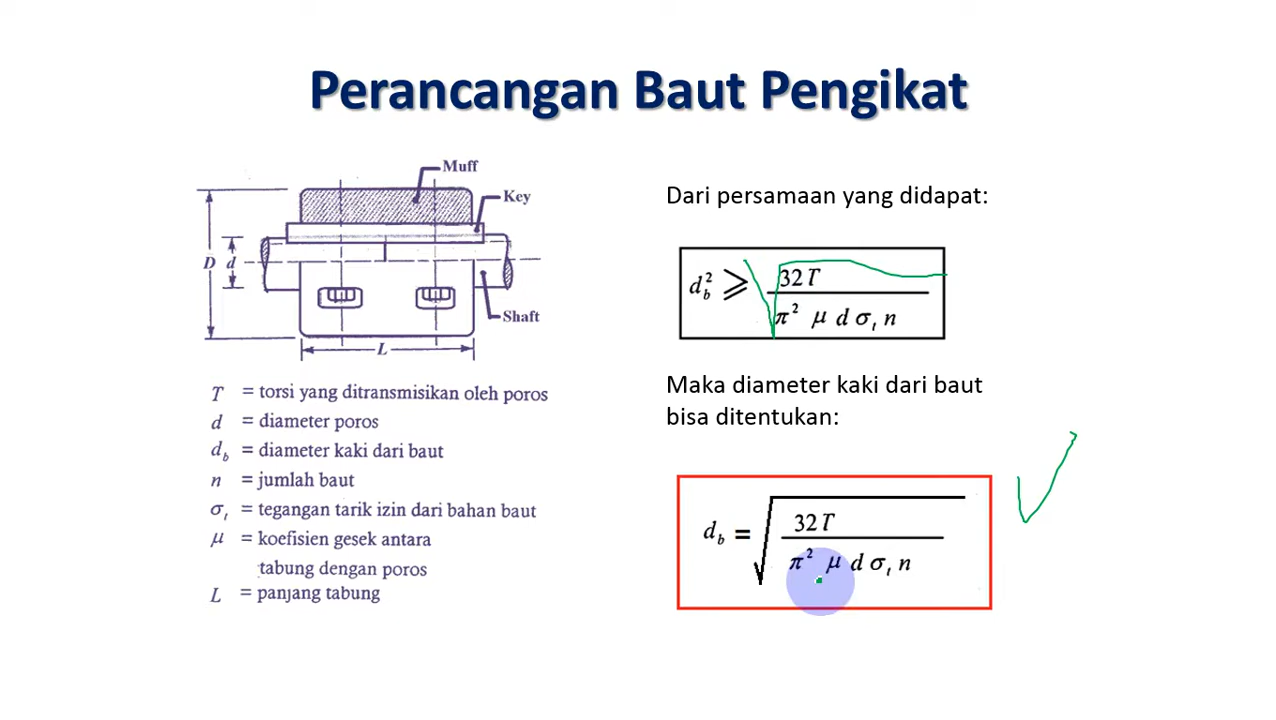 Perancangan Baut Pengikat
Muff
Key
D
d
Shaft
L
T = torsi yang ditransmisikan oleh poros
d = diameter poros
d_b = diameter kaki dari baut
n = jumlah baut
σ_t = tegangan tarik izin dari bahan baut
μ = koefisien gesek antara
tabung dengan poros
L = panjang tabung
Dari persamaan yang didapat:
d_b² ⩾ 32T / π² μ d σ_t n
Maka diameter kaki dari baut
bisa ditentukan:
d_b = √(32T / π² μ d σ_t n)